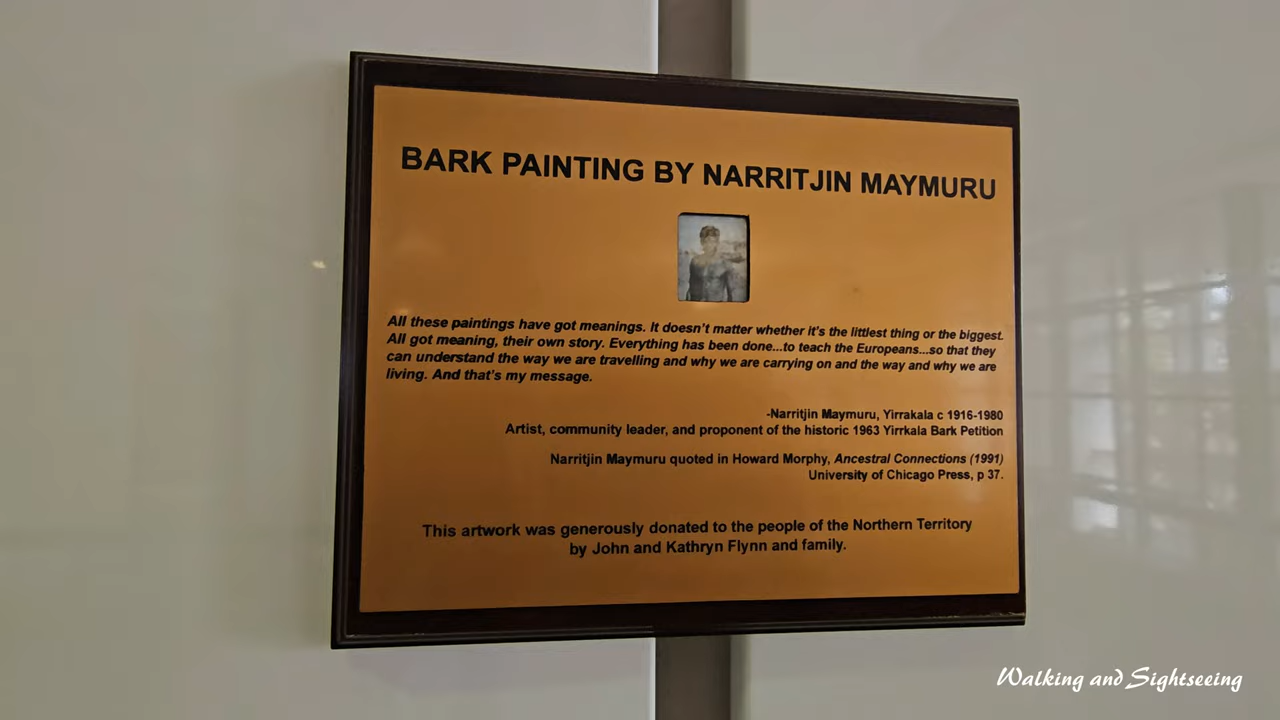 BARK PAINTING BY NARRITJIN MAYMURU
All these paintings have got meanings. It doesn't matter whether it's the littlest thing or the biggest.
All got meaning, their own story. Everything has been done...to teach the Europeans...so that they
can understand the way we are travelling and why we are carrying on and the way and why we are
living. And that's my message.
-Narritjin Maymuru, Yirrakala c 1916-1980
Artist, community leader, and proponent of the historic 1963 Yirrkala Bark Petition
Narritjin Maymuru quoted in Howard Morphy, Ancestral Connections (1991)
University of Chicago Press, p 37.
This artwork was generously donated to the people of the Northern Territory
by John and Kathryn Flynn and family.
Walking and Sightseeing